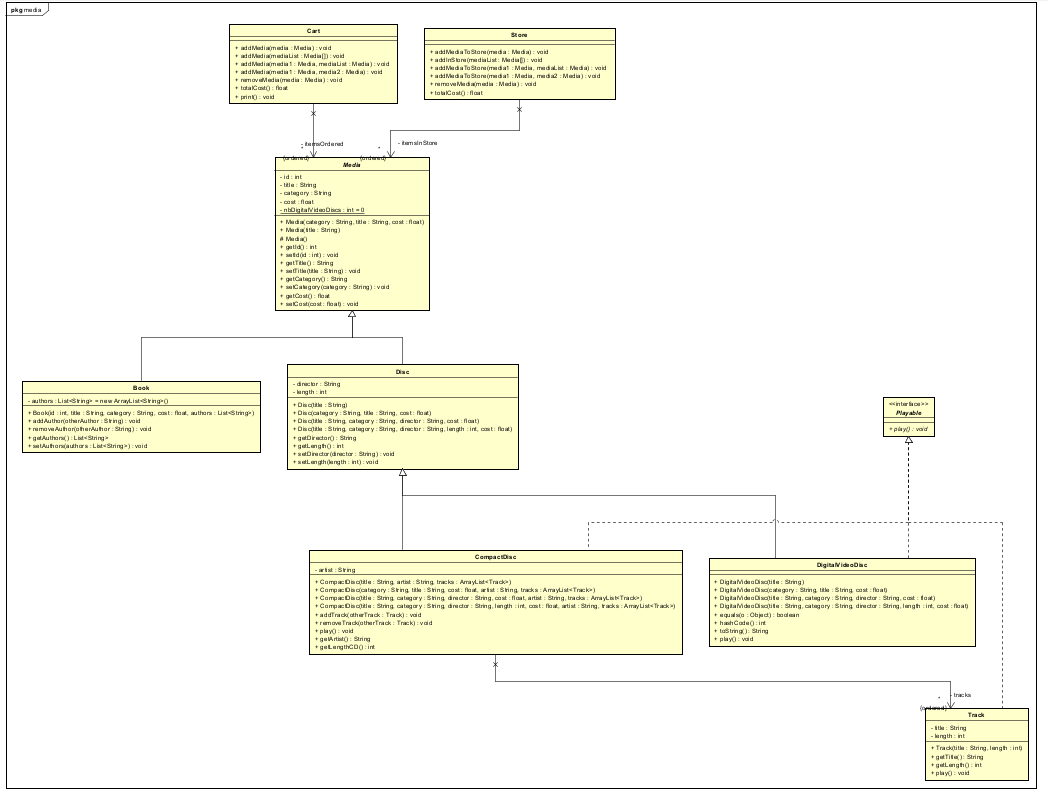 pkg media
Cart
+ addMedia(media : Media) : void
+ addMedia(mediaList : Media[]) : void
+ addMedia(media1 : Media, mediaList : Media) : void
+ addMedia(media1 : Media, media2 : Media) : void
+ removeMedia(media : Media) : void
+ totalCost() : float
+ print() : void
Store
+ addMediaToStore(media : Media) : void
+ addInStore(mediaList : Media[]) : void
+ addMediaToStore(media1 : Media, mediaList : Media) : void
+ addMediaToStore(media1 : Media, media2 : Media) : void
+ removeMedia(media : Media) : void
+ totalCost() : float
- itemsOrdered
*
(ordered)
- itemsInStore
*
(ordered)
Media
- id : int
- title : String
- category : String
- cost : float
- nbDigitalVideoDiscs : int = 0
+ Media(category : String, title : String, cost : float)
+ Media(title : String)
# Media()
+ getId() : int
+ setId(id : int) : void
+ getTitle() : String
+ setTitle(title : String) : void
+ getCategory() : String
+ setCategory(category : String) : void
+ getCost() : float
+ setCost(cost : float) : void
Book
- authors : List<String> = new ArrayList<String>()
+ Book(id : int, title : String, category : String, cost : float, authors : List<String>)
+ addAuthor(otherAuthor : String) : void
+ removeAuthor(otherAuthor : String) : void
+ getAuthors() : List<String>
+ setAuthors(authors : List<String>) : void
Disc
- director : String
- length : int
+ Disc(title : String)
+ Disc(category : String, title : String, cost : float)
+ Disc(title : String, category : String, director : String, cost : float)
+ Disc(title : String, category : String, director : String, length : int, cost : float)
+ getDirector() : String
+ getLength() : int
+ setDirector(director : String) : void
+ setLength(length : int) : void
<<interface>>
Playable
+ play() : void
CompactDisc
- artist : String
+ CompactDisc(title : String, artist : String, tracks : ArrayList<Track>)
+ CompactDisc(category : String, title : String, cost : float, artist : String, tracks : ArrayList<Track>)
+ CompactDisc(title : String, category : String, director : String, cost : float, artist : String, tracks : ArrayList<Track>)
+ CompactDisc(title : String, category : String, director : String, length : int, cost : float, artist : String, tracks : ArrayList<Track>)
+ addTrack(otherTrack : Track) : void
+ removeTrack(otherTrack : Track) : void
+ play() : void
+ getArtist() : String
+ getLengthCD() : int
DigitalVideoDisc
+ DigitalVideoDisc(title : String)
+ DigitalVideoDisc(category : String, title : String, cost : float)
+ DigitalVideoDisc(title : String, category : String, director : String, cost : float)
+ DigitalVideoDisc(title : String, category : String, director : String, length : int, cost : float)
+ equals(o : Object) : boolean
+ hashCode() : int
+ toString() : String
+ play() : void
- tracks
*
(ordered)
Track
- title : String
- length : int
+ Track(title : String, length : int)
+ getTitle() : String
+ getLength() : int
+ play() : void